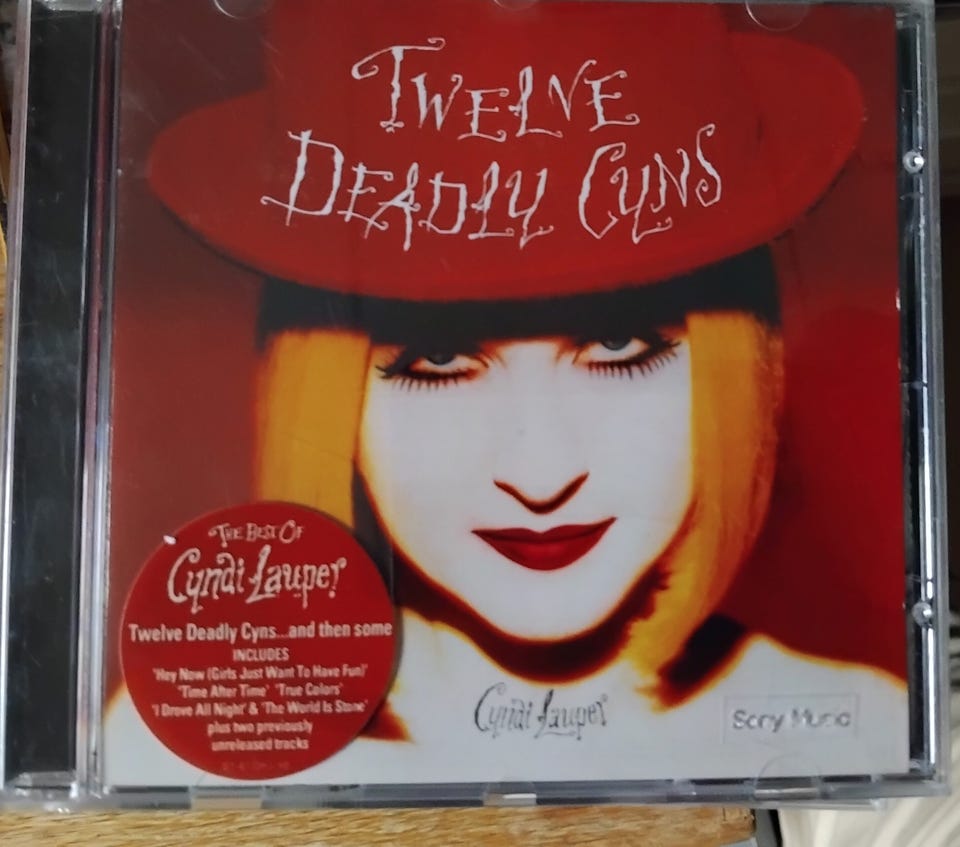 TWELVE
DEADLY CYNS
THE BEST OF
Cyndi Lauper
Twelve Deadly Cyns...and then some
INCLUDES
'Hey Now (Girls Just Want To Have Fun)'
'Time After Time' 'True Colors'
'I Drove All Night' & 'The World Is Stone'
plus two previously
unreleased tracks
Cyndi Lauper
Sony Music